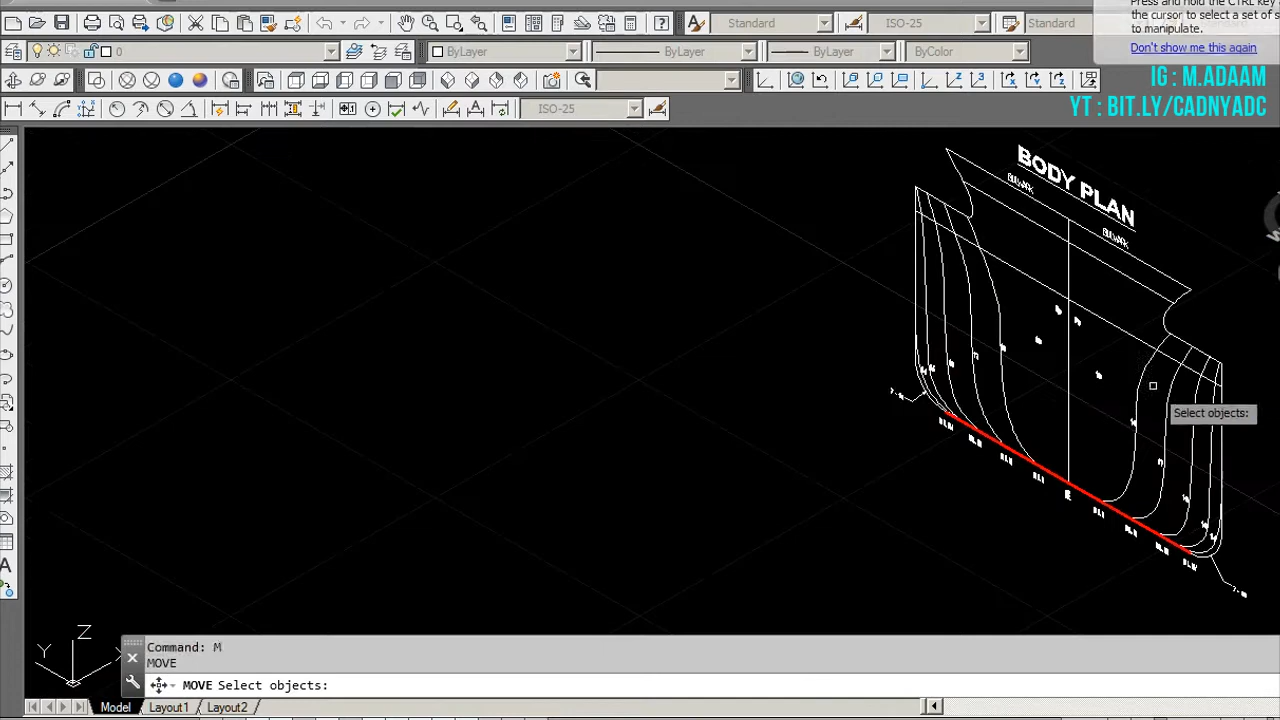 Press and hold the CTRL key
the cursor to select a set of s
to manipulate.
Don't show me this again
Standard
ISO-25
Standard
0
ByLayer
ByLayer
ByLayer
ByColor
IG : M.ADAAM
YT : BIT.LY/CADNYADC
ISO-25
BODY PLAN
Select objects:
Z
Y
Command: M
MOVE
MOVE Select objects:
Model
Layout1
Layout2